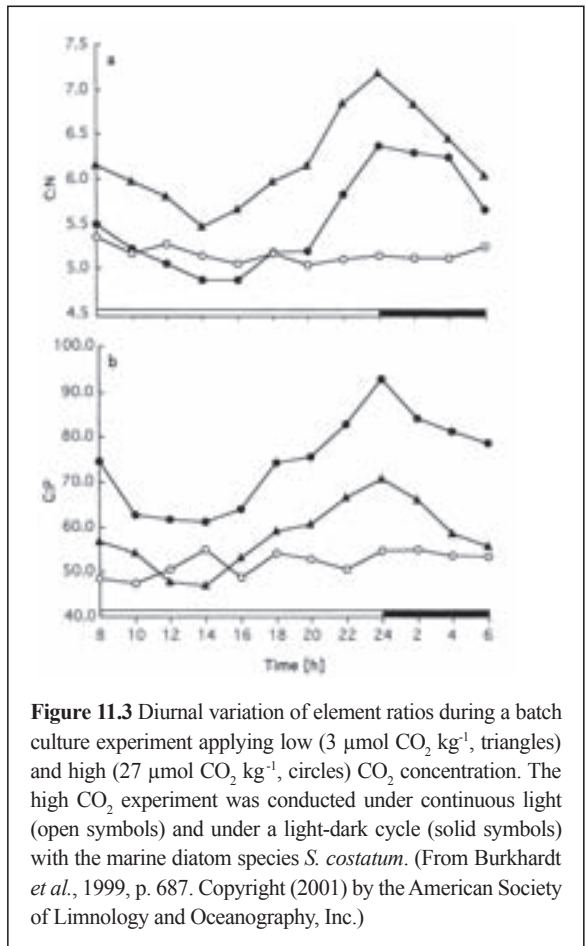 7.5
a
7.0
6.5
C:N
6.0
5.5
5.0
4.5
100.0
b
90.0
80.0
C:P
70.0
60.0
50.0
40.0
8 10 12 14 16 18 20 22 24 2 4 6
Time [h]
Figure 11.3 Diurnal variation of element ratios during a batch
culture experiment applying low (3 µmol CO₂ kg⁻¹, triangles)
and high (27 µmol CO₂ kg⁻¹, circles) CO₂ concentration. The
high CO₂ experiment was conducted under continuous light
(open symbols) and under a light-dark cycle (solid symbols)
with the marine diatom species S. costatum. (From Burkhardt
et al., 1999, p. 687. Copyright (2001) by the American Society
of Limnology and Oceanography, Inc.)